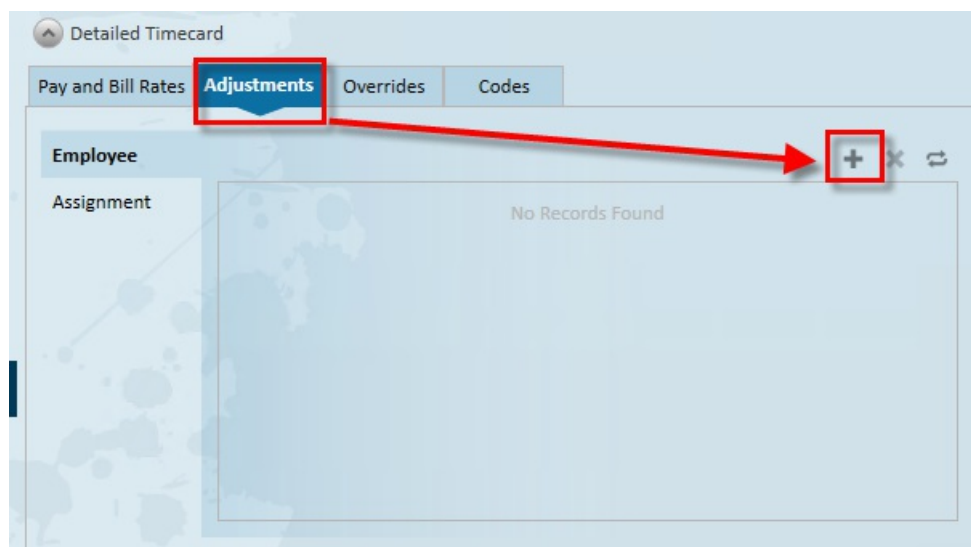 Detailed Timecard
Pay and Bill Rates Adjustments Overrides Codes
Employee
Assignment
No Records Found